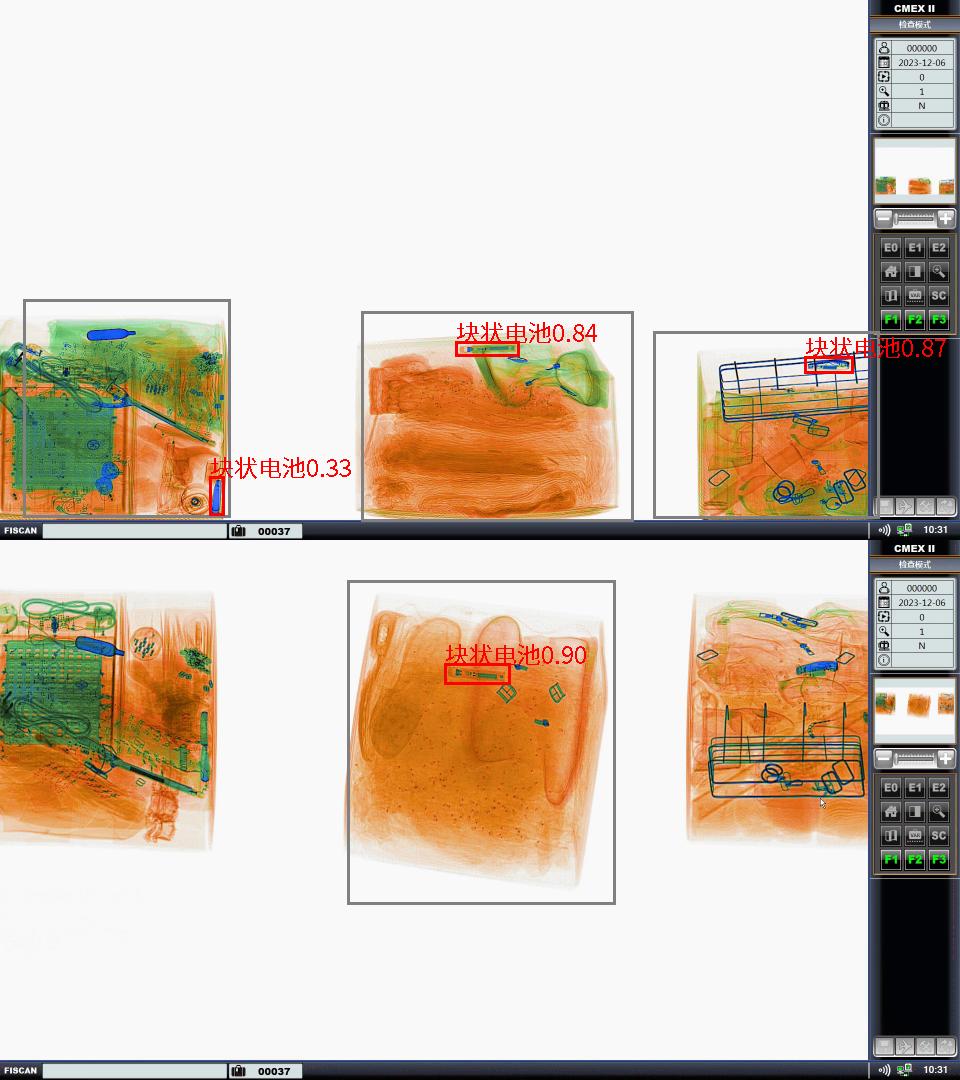 CMEX II
检查模式
000000
2023-12-06
0
1
N
E0 E1 E2
VAR SC
F1 F2 F3
块状电池0.84
块状电池0.87
块状电池0.33
FISCAN 00037 10:31
CMEX II
检查模式
000000
2023-12-06
0
1
N
块状电池0.90
E0 E1 E2
VAR SC
F1 F2 F3
FISCAN 00037 10:31